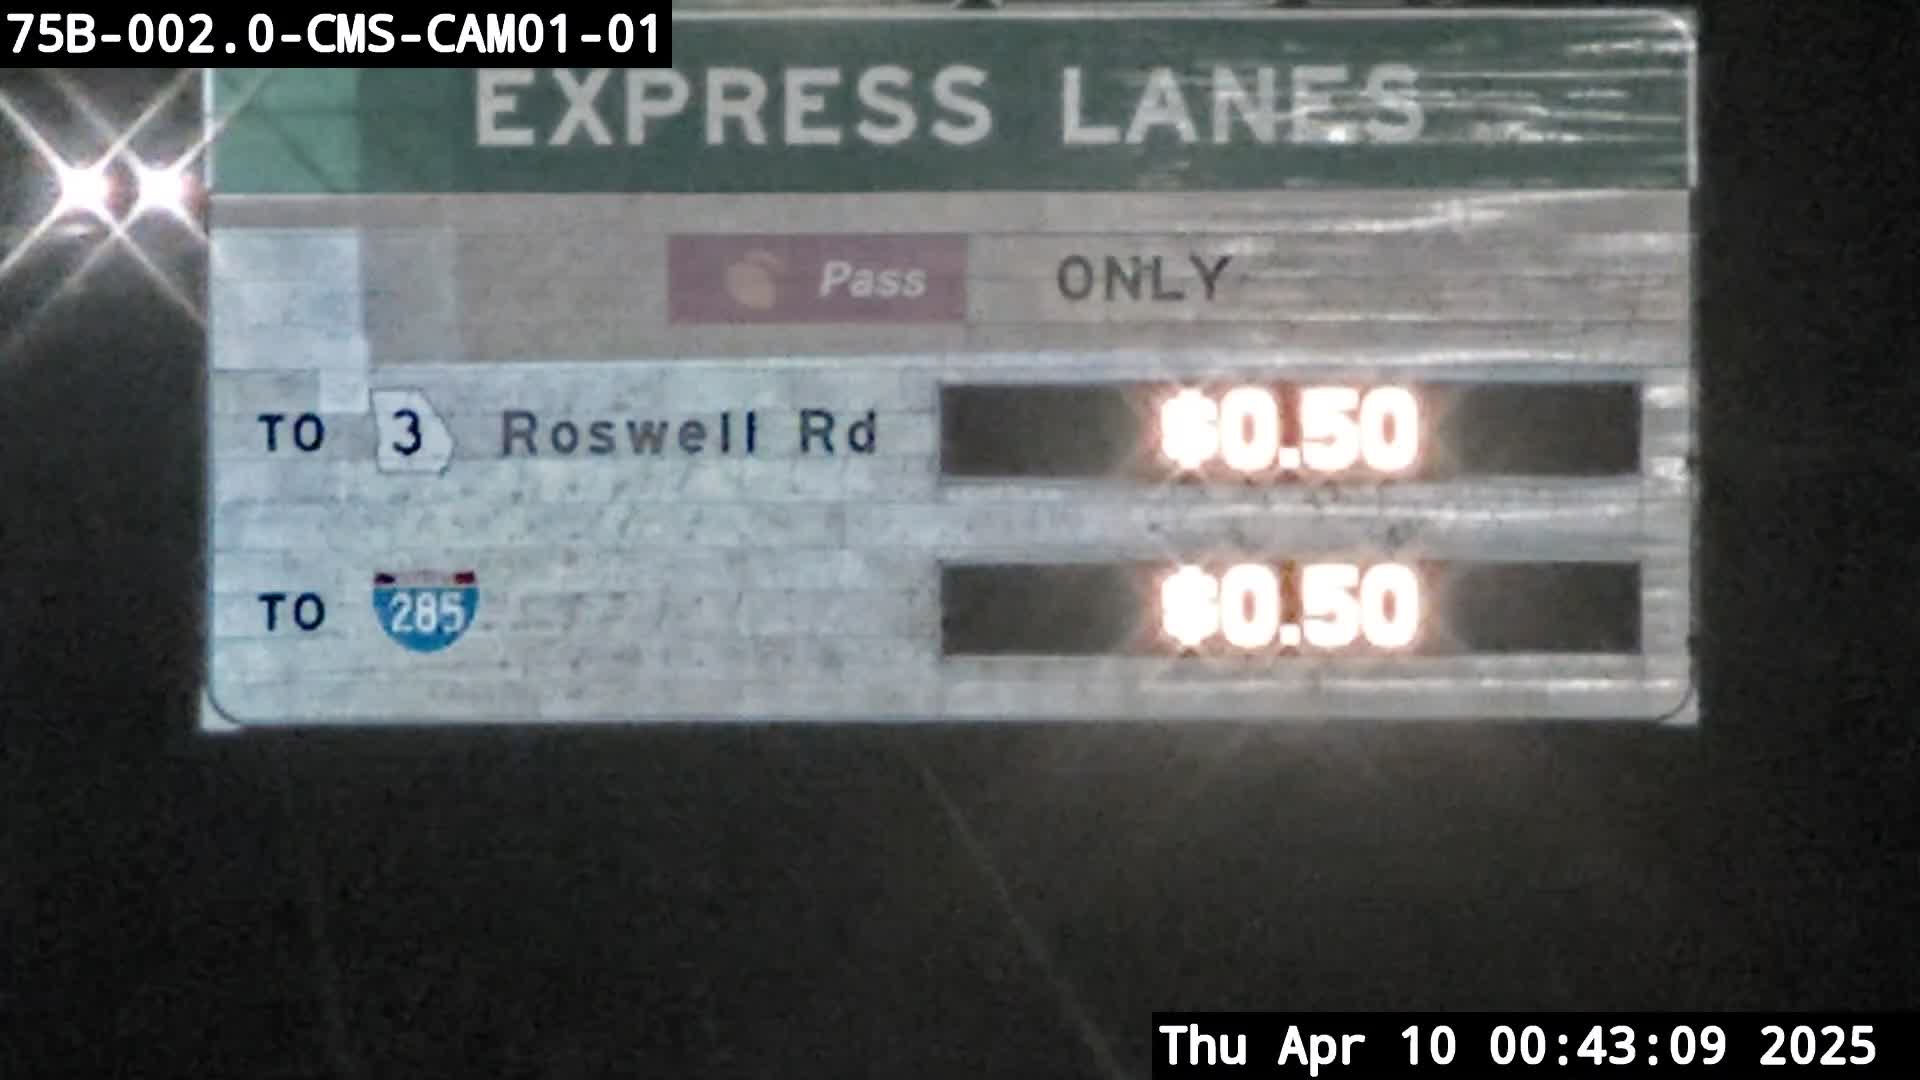 75B-002.0-CMS-CAM01-01
EXPRESS LANES
Pass ONLY
TO 3 Roswell Rd $0.50
TO 285 $0.50
Thu Apr 10 00:43:09 2025